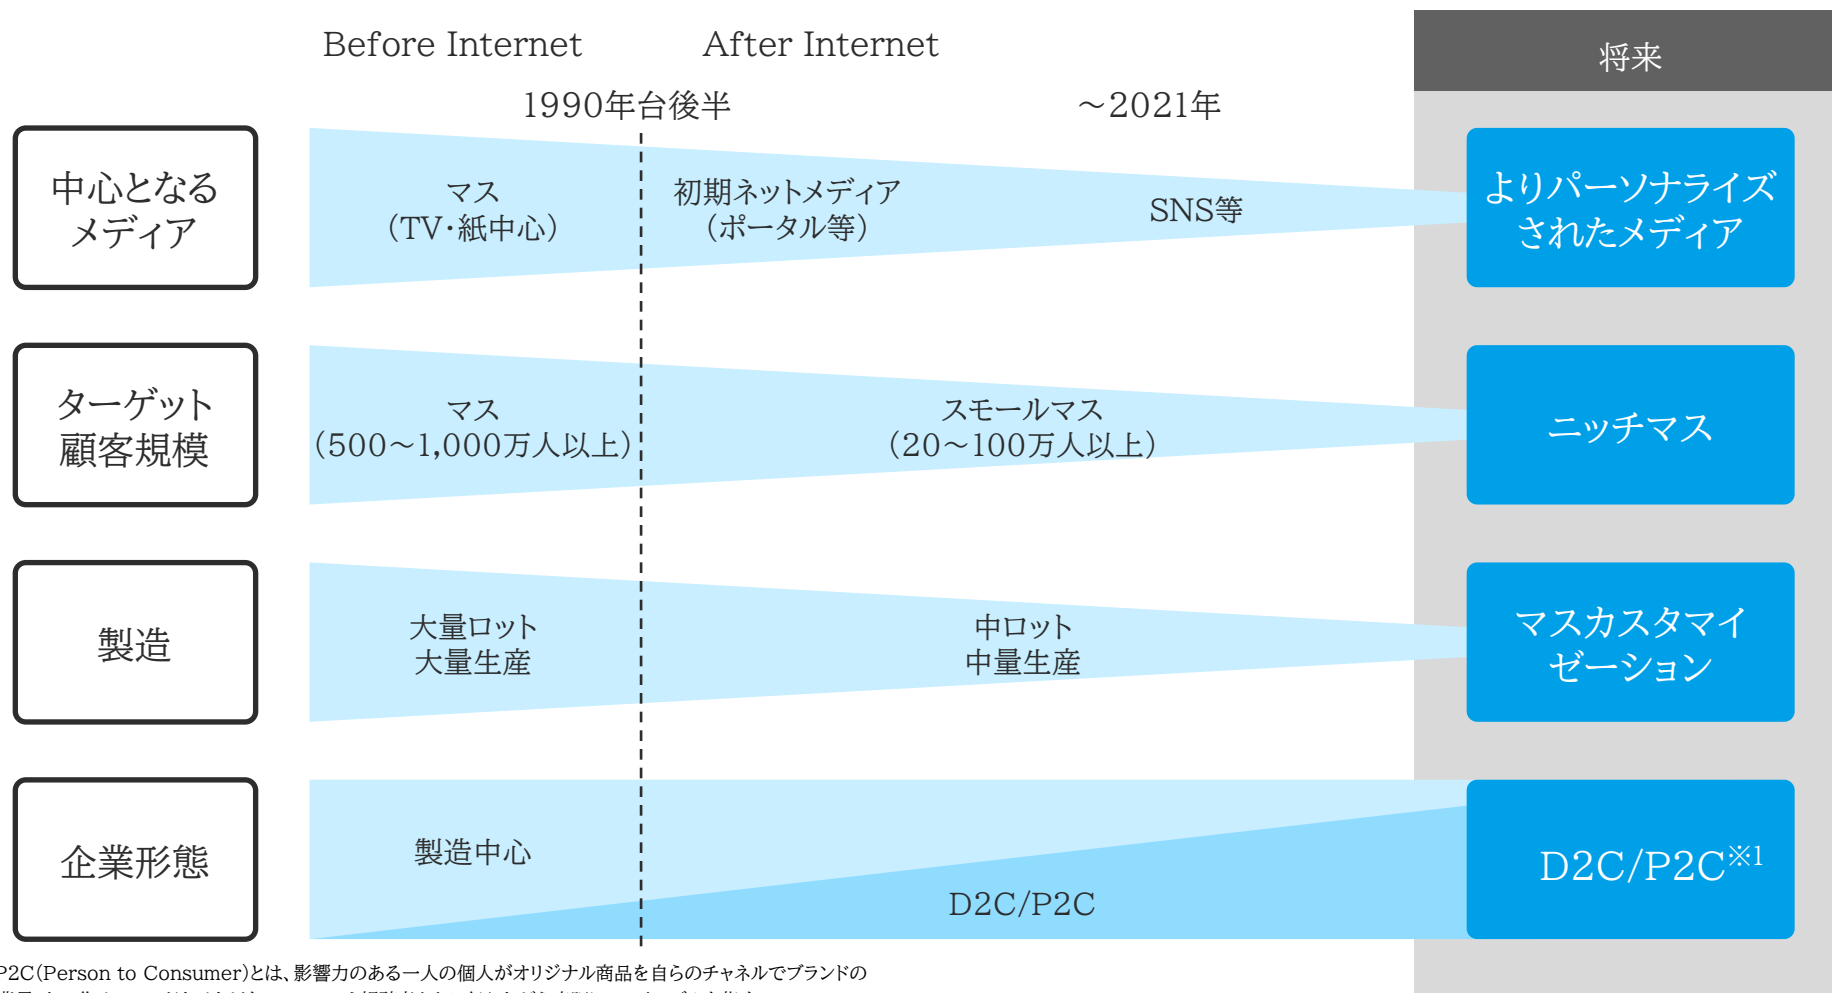 Before Internet
After Internet
将来
1990年台後半
～2021年
中心となる
メディア
マス
（TV・紙中心）
初期ネットメディア
（ポータル等）
SNS等
よりパーソナライズ
されたメディア
ターゲット
顧客規模
マス
（500～1,000万人以上）
スモールマス
（20～100万人以上）
ニッチマス
製造
大量ロット
大量生産
中ロット
中量生産
マスカスタマイ
ゼーション
企業形態
製造中心
D2C/P2C
D2C/P2C※1
P2C（Person to Consumer）とは、影響力のある一人の個人がオリジナル商品を自らのチャネルでブランドの